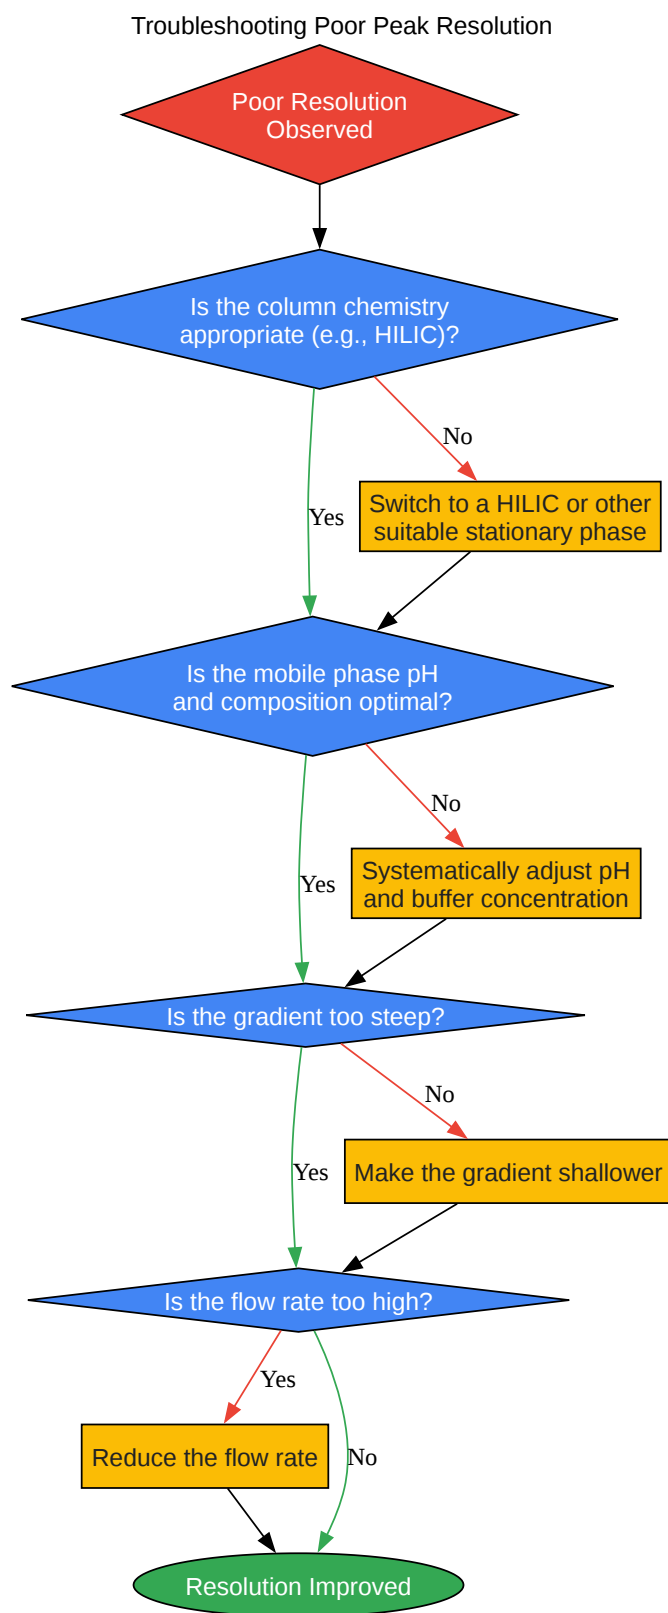 Troubleshooting Poor Peak Resolution
Poor Resolution
Observed
Is the column chemistry
appropriate (e.g., HILIC)?
No
Yes
Switch to a HILIC or other
suitable stationary phase
Is the mobile phase pH
and composition optimal?
No
Yes
Systematically adjust pH
and buffer concentration
Is the gradient too steep?
No
Yes
Make the gradient shallower
Is the flow rate too high?
Yes
No
Reduce the flow rate
Resolution Improved